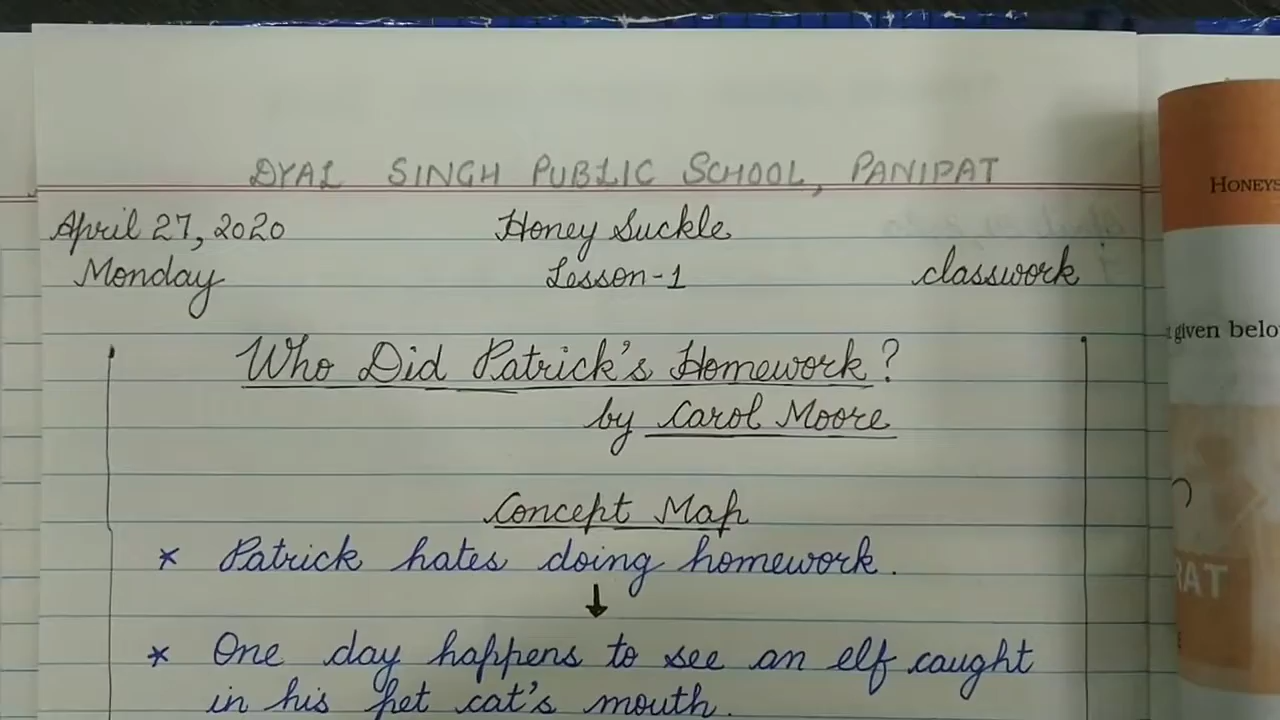 DYAL SINGH PUBLIC SCHOOL, PANIPAT
April 27, 2020 Honey Suckle
Monday Lesson-1 classwork
Who Did Patrick's Homework?
by Carol Moore
Concept Map
* Patrick hates doing homework.
↓
* One day happens to see an elf caught
in his pet cat's mouth.
given